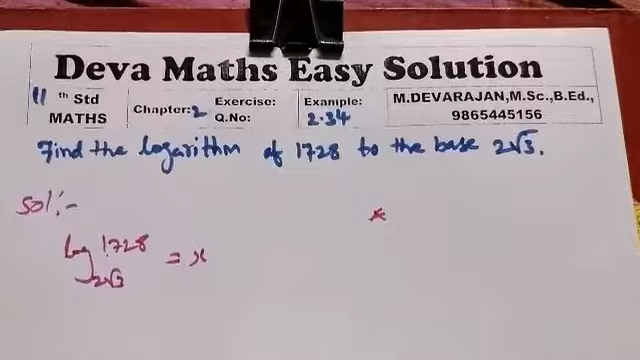 Deva Maths Easy Solution
11 th Std MATHS
Chapter: 2
Exercise:
Q.No:
Example: 2.34
M.DEVARAJAN,M.Sc.,B.Ed.,
9865445156
Find the logarithm of 1728 to the base 2√3.
Sol:-
*
log 1728 = x
2√3